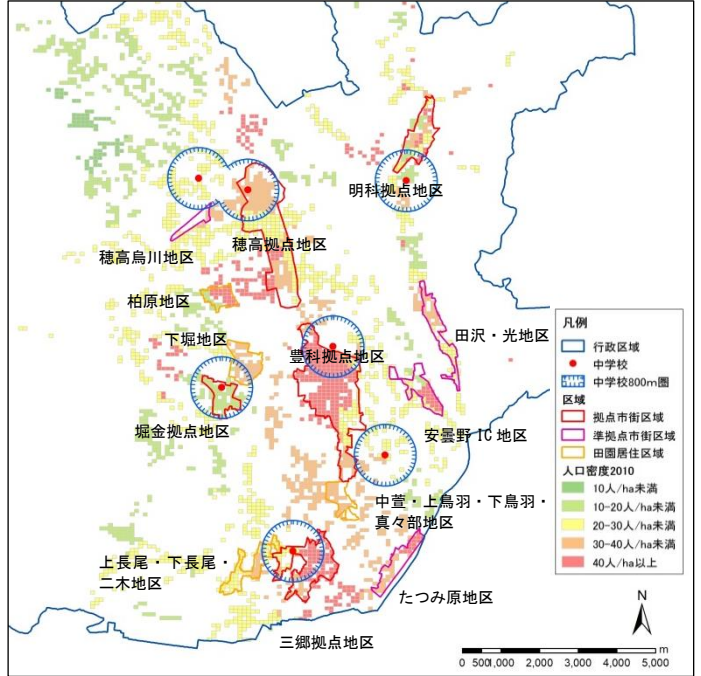 明科拠点地区
穂高烏川地区
穂高拠点地区
柏原地区
田沢・光地区
下堀地区
豊科拠点地区
堀金拠点地区
安曇野 IC 地区
中萱・上鳥羽・下鳥羽・
真々部地区
上長尾・下長尾・
二木地区
たつみ原地区
三郷拠点地区
凡例
行政区域
中学校
中学校800m圏
区域
拠点市街区域
準拠点市街区域
田園居住区域
人口密度2010
10人/ha未満
10-20人/ha未満
20-30人/ha未満
30-40人/ha未満
40人/ha以上
N
0 500 1,000 2,000 3,000 4,000 5,000 m